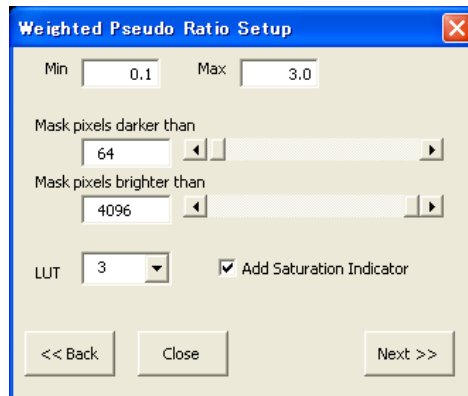 Weighted Pseudo Ratio Setup
Min 0.1 Max 3.0
Mask pixels darker than
64
Mask pixels brighter than
4096
LUT 3 Add Saturation Indicator
<< Back Close Next >>